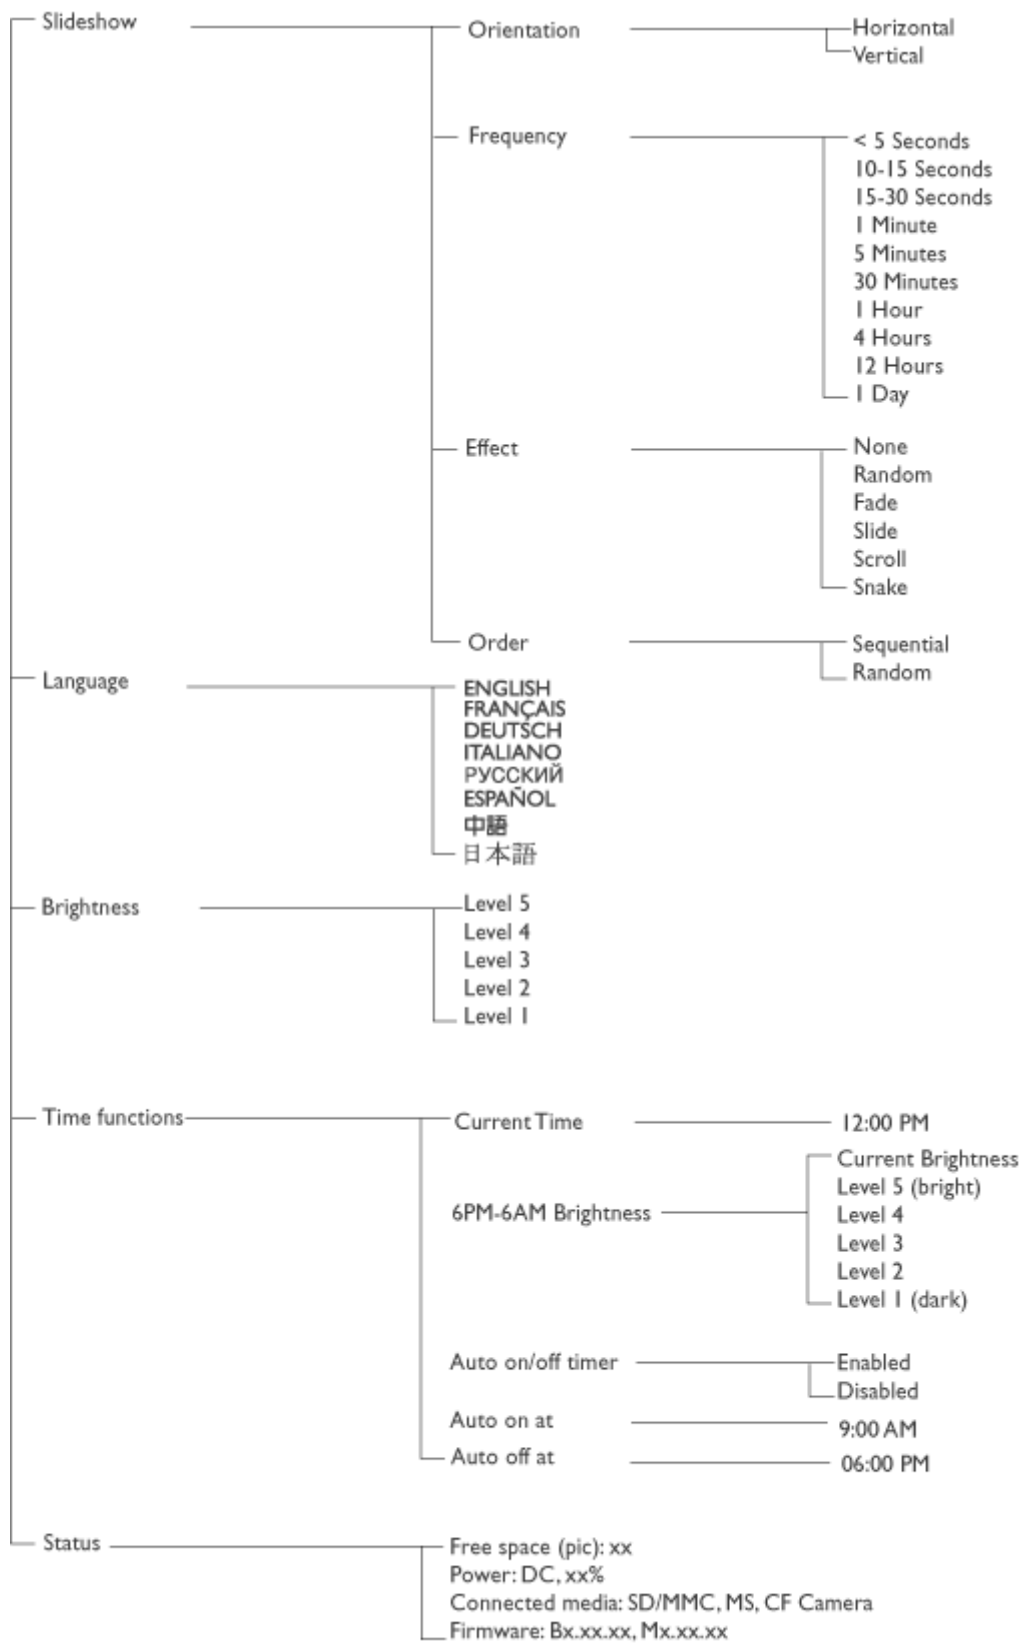 Slideshow
Orientation
Horizontal
Vertical
Frequency
< 5 Seconds
10-15 Seconds
15-30 Seconds
1 Minute
5 Minutes
30 Minutes
1 Hour
4 Hours
12 Hours
1 Day
Effect
None
Random
Fade
Slide
Scroll
Snake
Order
Sequential
Random
Language
ENGLISH
FRANÇAIS
DEUTSCH
ITALIANO
РУССКИЙ
ESPAÑOL
中語
日本語
Brightness
Level 5
Level 4
Level 3
Level 2
Level 1
Time functions
Current Time
12:00 PM
6PM-6AM Brightness
Current Brightness
Level 5 (bright)
Level 4
Level 3
Level 2
Level 1 (dark)
Auto on/off timer
Enabled
Disabled
Auto on at
9:00 AM
Auto off at
06:00 PM
Status
Free space (pic): xx
Power: DC, xx%
Connected media: SD/MMC, MS, CF Camera
Firmware: Bx.xx.xx, Mx.xx.xx